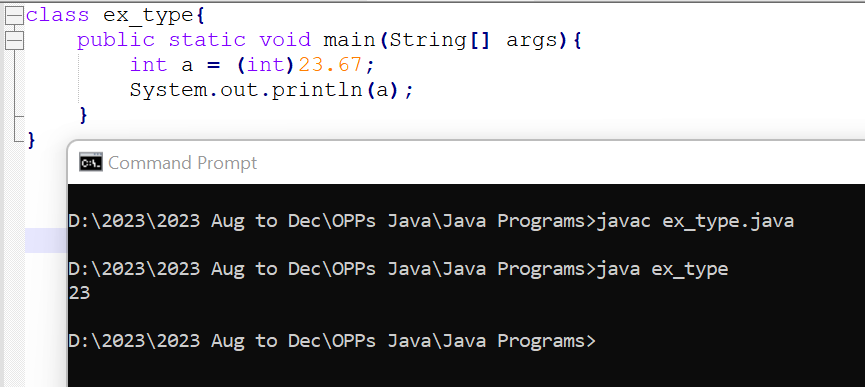 class ex_type{
public static void main(String[] args){
int a = (int)23.67;
System.out.println(a);
}
}
Command Prompt
D:\2023\2023 Aug to Dec\OPPs Java\Java Programs>javac ex_type.java
D:\2023\2023 Aug to Dec\OPPs Java\Java Programs>java ex_type
23
D:\2023\2023 Aug to Dec\OPPs Java\Java Programs>